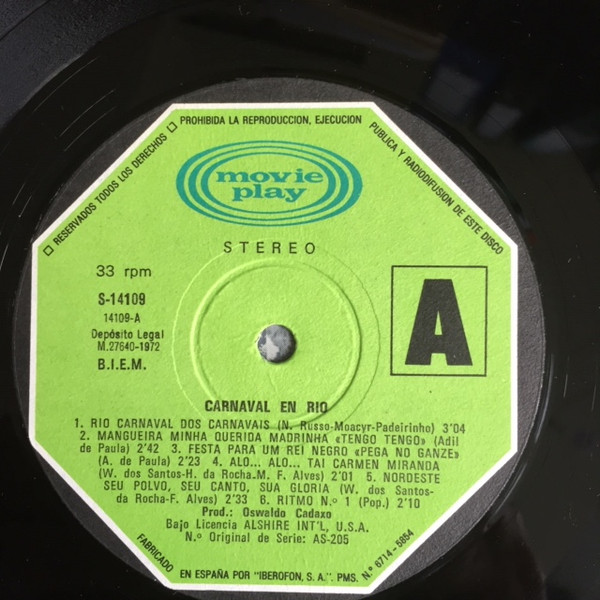 □ RESERVADOS TODOS LOS DERECHOS □ PROHIBIDA LA REPRODUCCION, EJECUCION PUBLICA Y RADIODIFUSION DE ESTE DISCO
movie
play
STEREO
33 rpm
S-14109
14109-A
Depósito Legal
M.27640-1972
B.I.E.M.
A
CARNAVAL EN RIO
1. RIO CARNAVAL DOS CARNAVAIS (N. Russo-Moacyr-Padeirinho) 3'04
2. MANGUEIRA MINHA QUERIDA MADRINHA «TENGO TENGO» (Adil
de Paula) 2'42 3. FESTA PARA UM REI NEGRO «PEGA NO GANZE»
(A. de Paula) 2'23 4. ALO... ALO... TAI CARMEN MIRANDA
(W. dos Santos-H. da Rocha-M. F. Alves) 2'01 5. NORDESTE
SEU POLVO, SEU CANTO, SUA GLORIA (W. dos Santos-
da Rocha-F. Alves) 2'33 6. RITMO N.º 1 (Pop.) 2'10
Prod.: Oswaldo Cadaxo
Bajo Licencia ALSHIRE INT'L, U.S.A.
N.º Original de Serie: AS-205
FABRICADO EN ESPAÑA POR "IBEROFON, S. A.". PMS. N.º 6714-5864